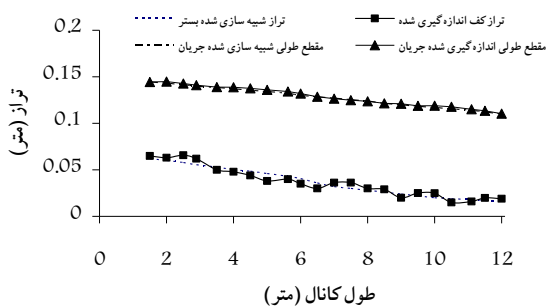 تراز کف اندازه گیری شده
تراز شبیه سازی شده بستر
مقطع طولی اندازه گیری شده جریان
مقطع طولی شبیه سازی شده جریان
تراز (متر)
0.2
0.15
0.1
0.05
0
0 2 4 6 8 10 12
طول کانال (متر)